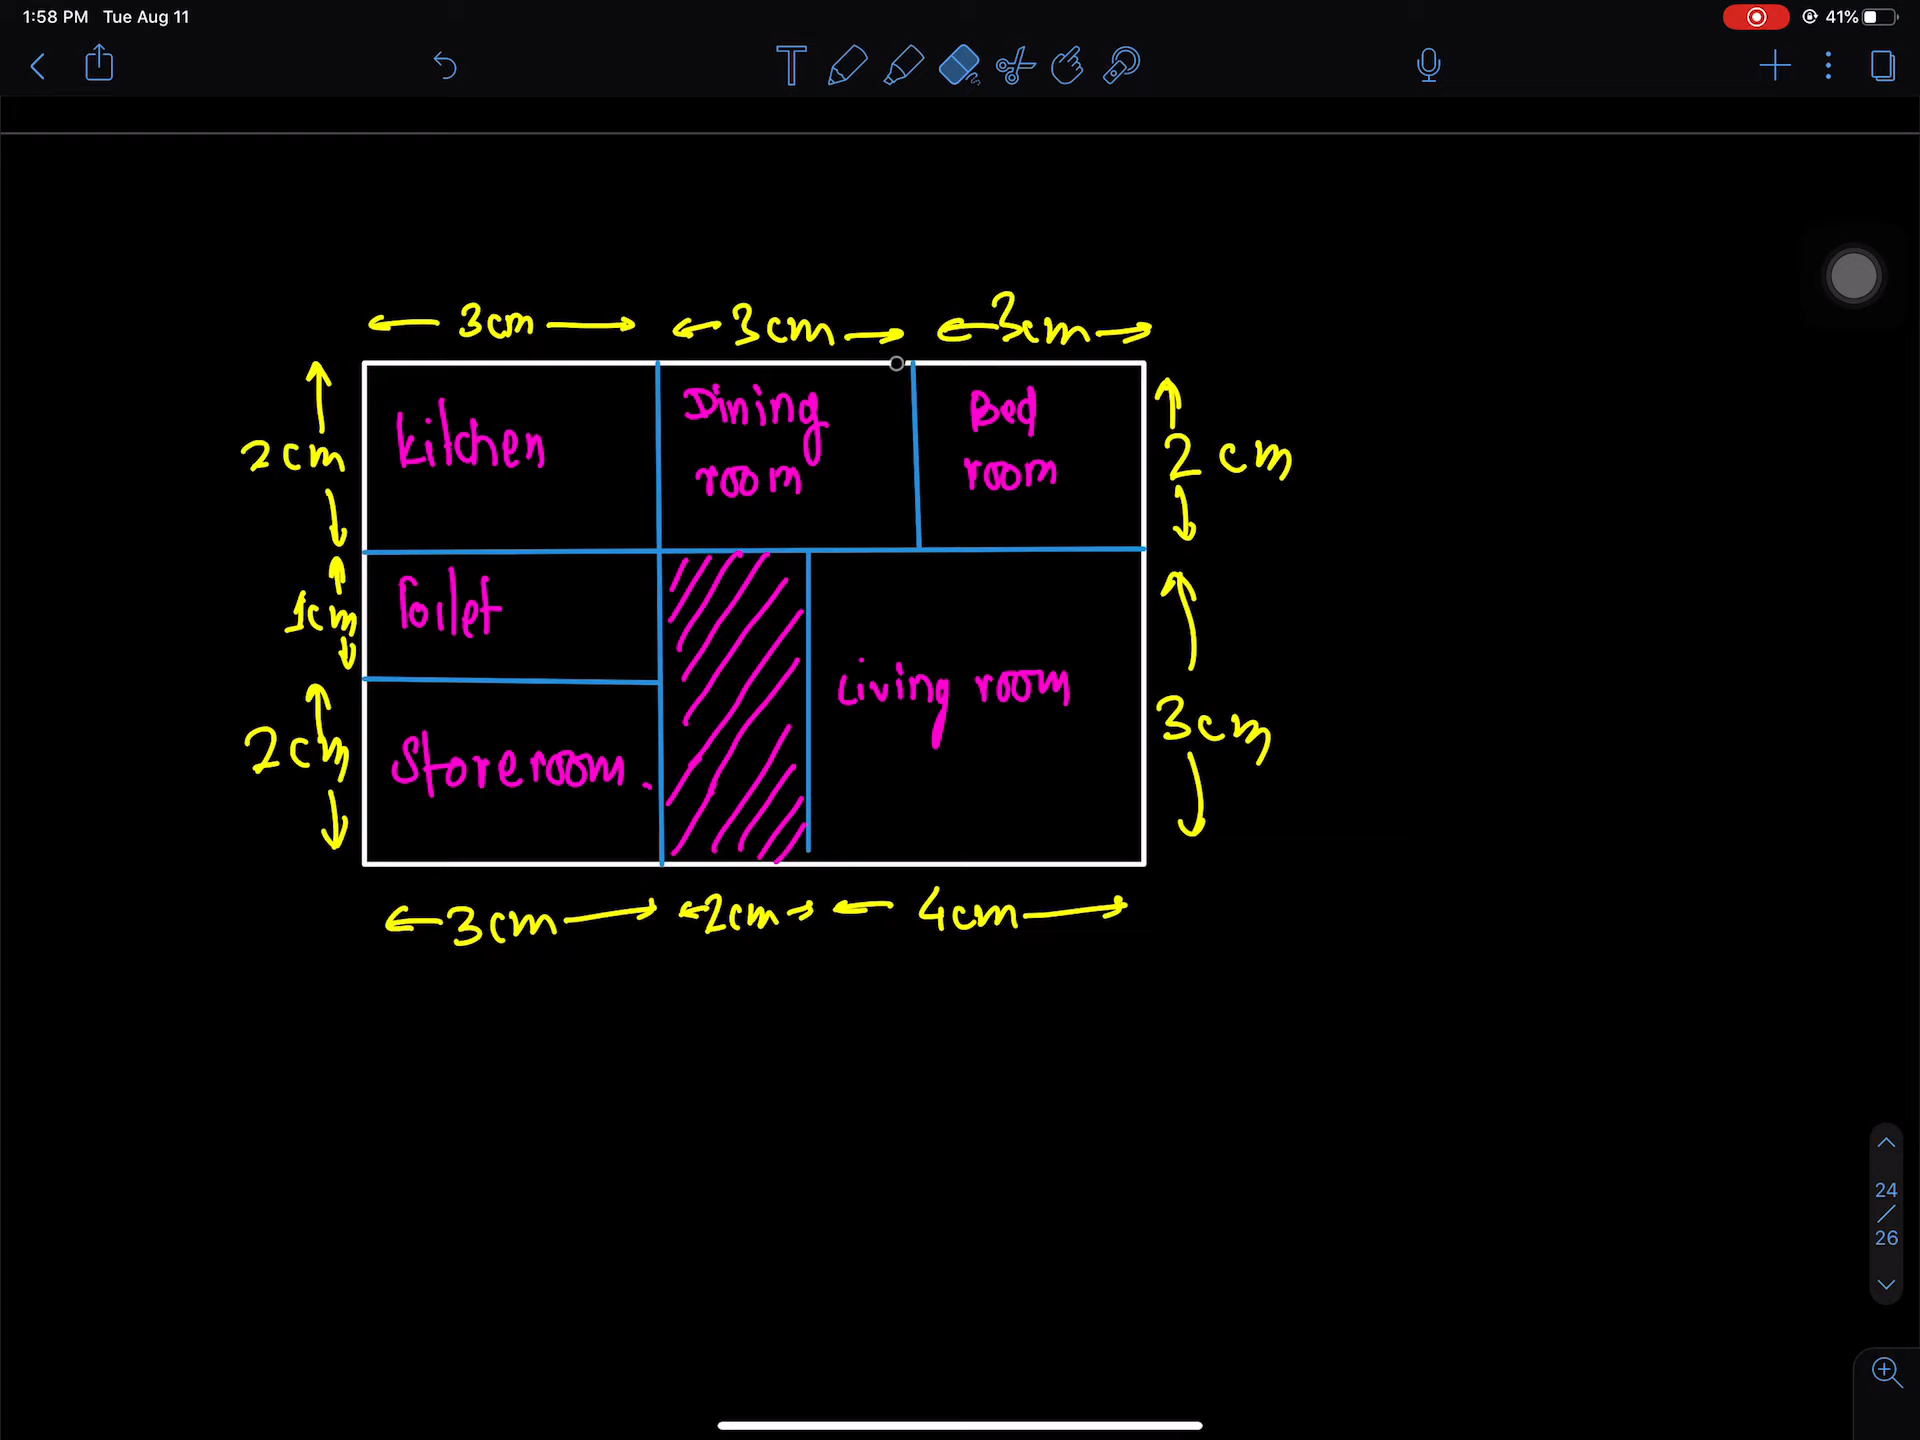 1:58 PM Tue Aug 11
41%
T
3cm 3cm 3cm
kitchen
Dining
room
Bed
room
2cm
2 cm
Toilet
1cm
Living room
3cm
2cm
Storeroom.
3cm 2cm 4cm
24
/
26